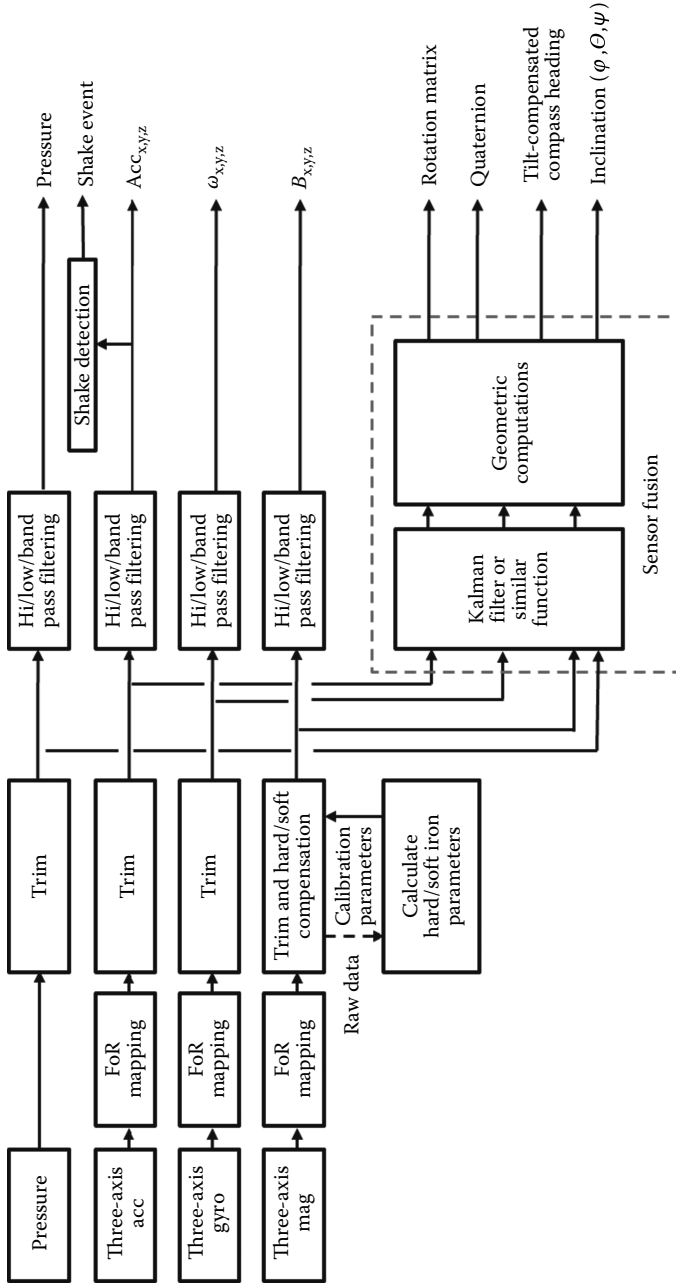 Pressure
Trim
Hi/low/band
pass filtering
Pressure
Shake detection
Shake event
Three-axis
acc
FoR
mapping
Trim
Hi/low/band
pass filtering
Acc x,y,z
Three-axis
gyro
FoR
mapping
Trim
Hi/low/band
pass filtering
ω x,y,z
Three-axis
mag
FoR
mapping
Trim and hard/soft
compensation
Hi/low/band
pass filtering
B x,y,z
Raw data
Calibration
parameters
Calculate
hard/soft iron
parameters
Kalman
filter or
similar
function
Geometric
computations
Sensor fusion
Rotation matrix
Quaternion
Tilt-compensated
compass heading
Inclination (φ,Θ,ψ)